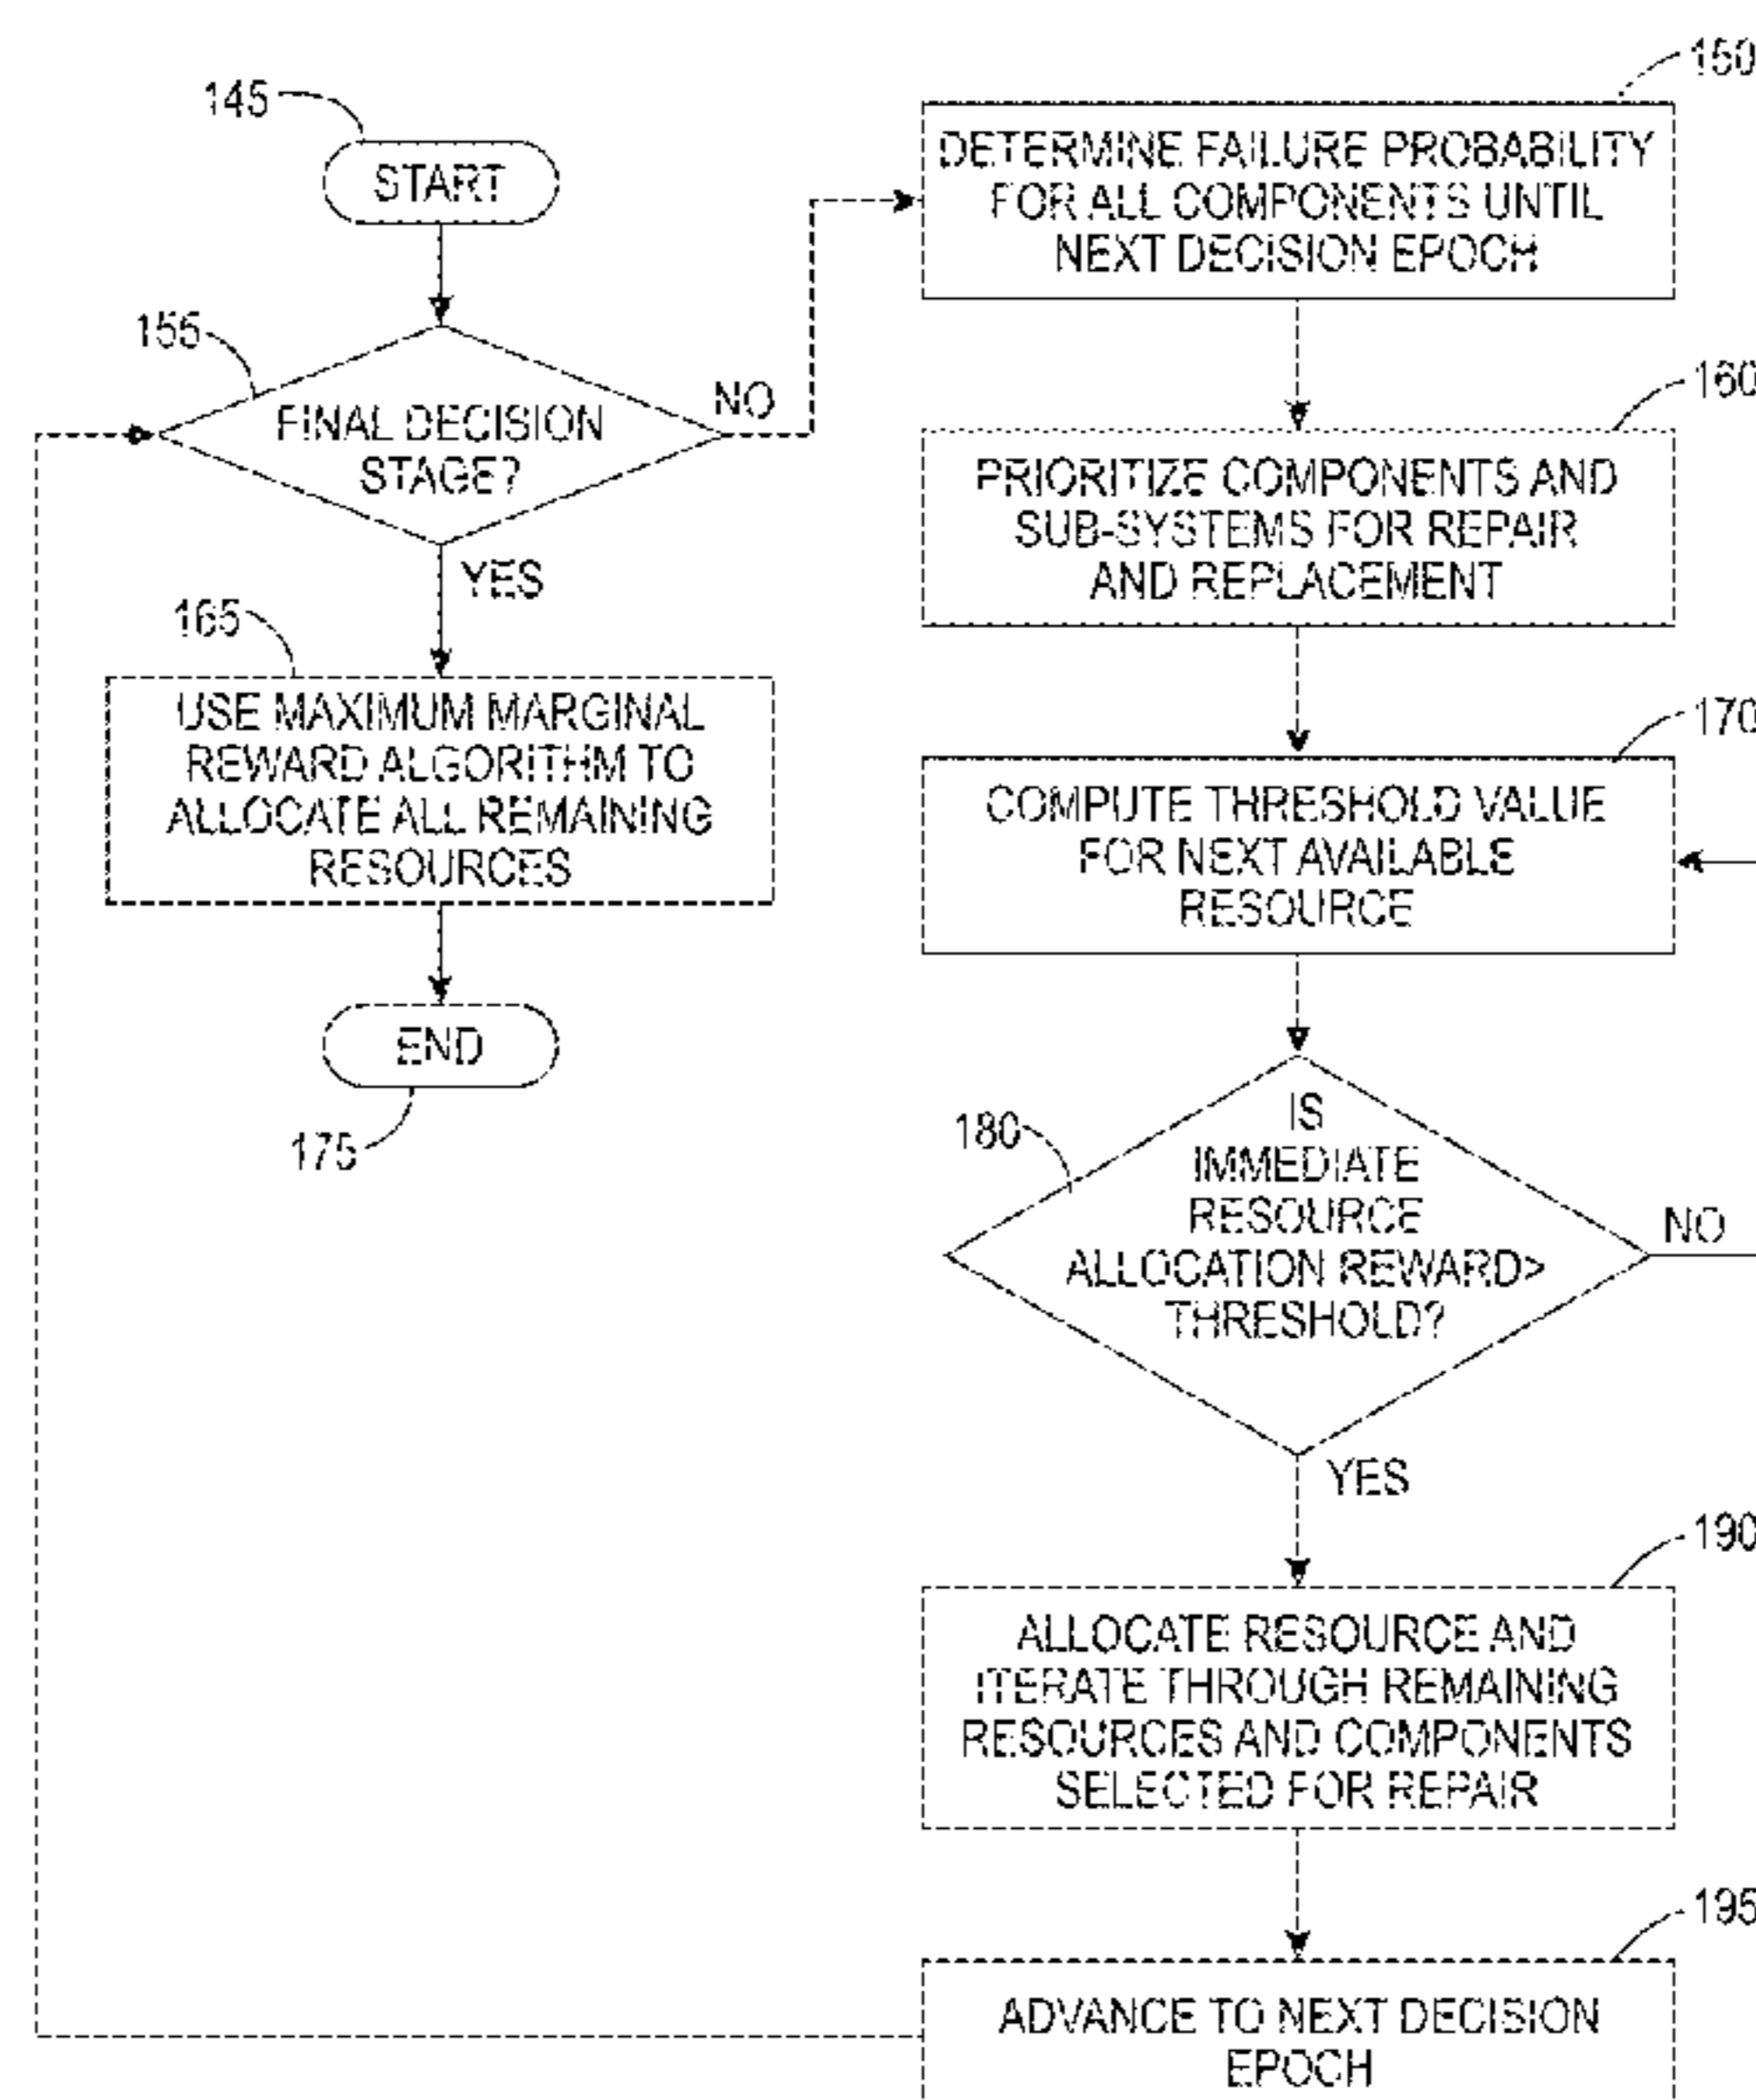 145
START
155
FINAL DECISION
STAGE?
NO
YES
165
USE MAXIMUM MARGINAL
REWARD ALGORITHM TO
ALLOCATE ALL REMAINING
RESOURCES
END
175
150
DETERMINE FAILURE PROBABILITY
FOR ALL COMPONENTS UNTIL
NEXT DECISION EPOCH
160
PRIORITIZE COMPONENTS AND
SUB-SYSTEMS FOR REPAIR
AND REPLACEMENT
170
COMPUTE THRESHOLD VALUE
FOR NEXT AVAILABLE
RESOURCE
180
IS
IMMEDIATE
RESOURCE
ALLOCATION REWARD>
THRESHOLD?
NO
YES
190
ALLOCATE RESOURCE AND
ITERATE THROUGH REMAINING
RESOURCES AND COMPONENTS
SELECTED FOR REPAIR
195
ADVANCE TO NEXT DECISION
EPOCH